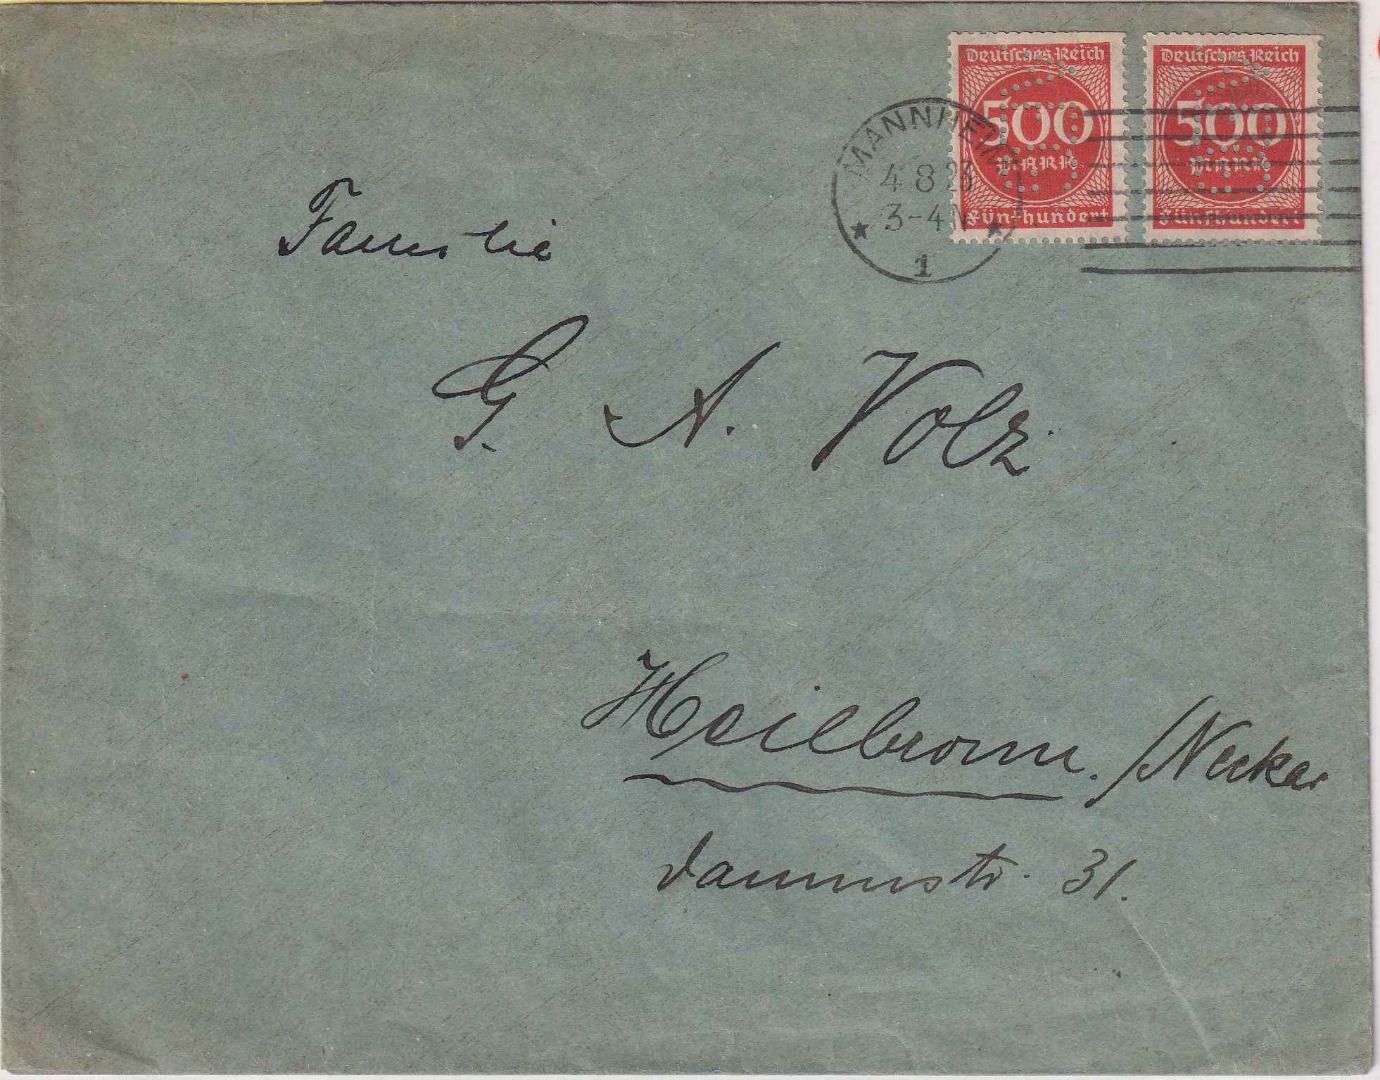 Deutsches Reich
500
MARK
Fünfhundert
Deutsches Reich
500
MARK
Fünfhundert
MANNHEIM
4 8 23
3-4N
1
Familie
G. A. Volz
Heilbronn./Neckar
Dammstr. 31.